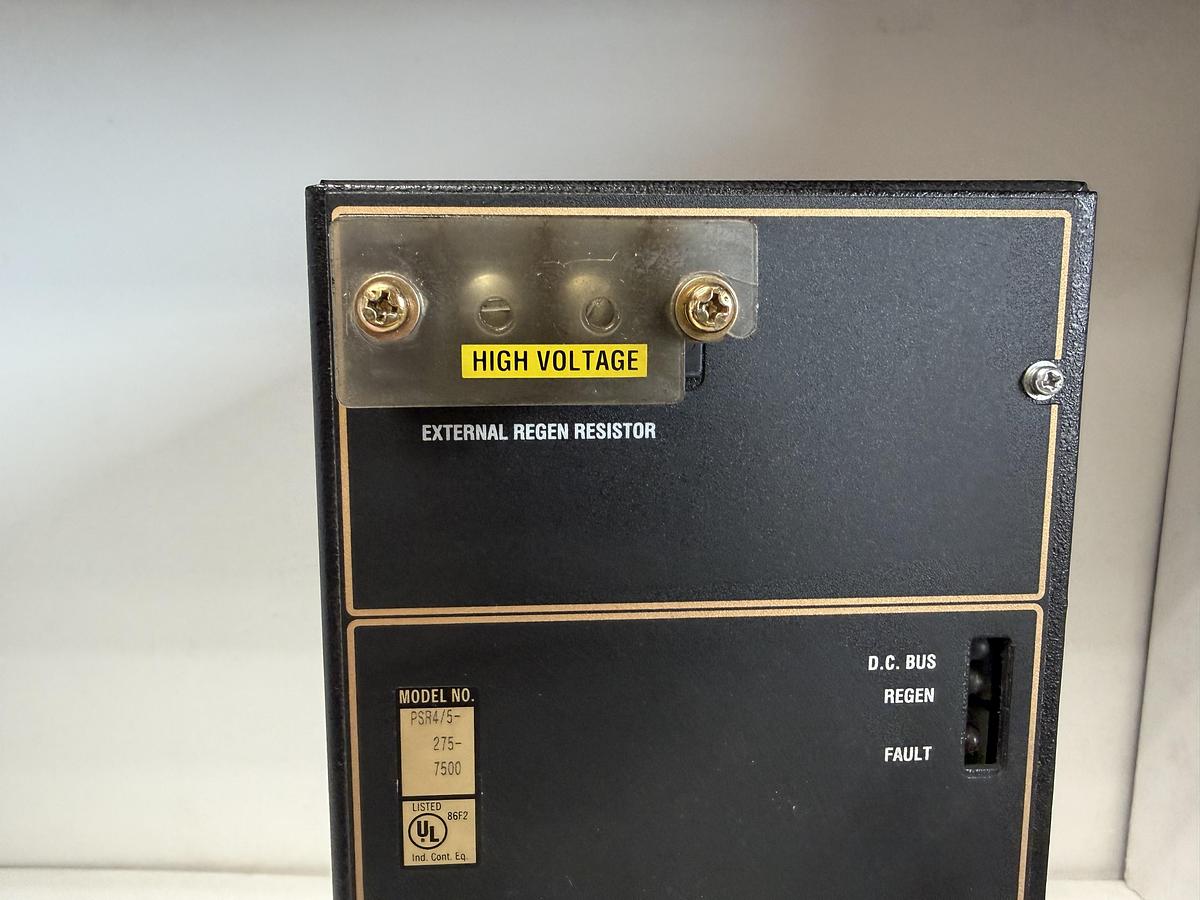 HIGH VOLTAGE
EXTERNAL REGEN RESISTOR
D.C. BUS
REGEN
FAULT
MODEL NO.
PSR4/5-
275-
7500
LISTED
86F2
UL
Ind. Cont. Eq.